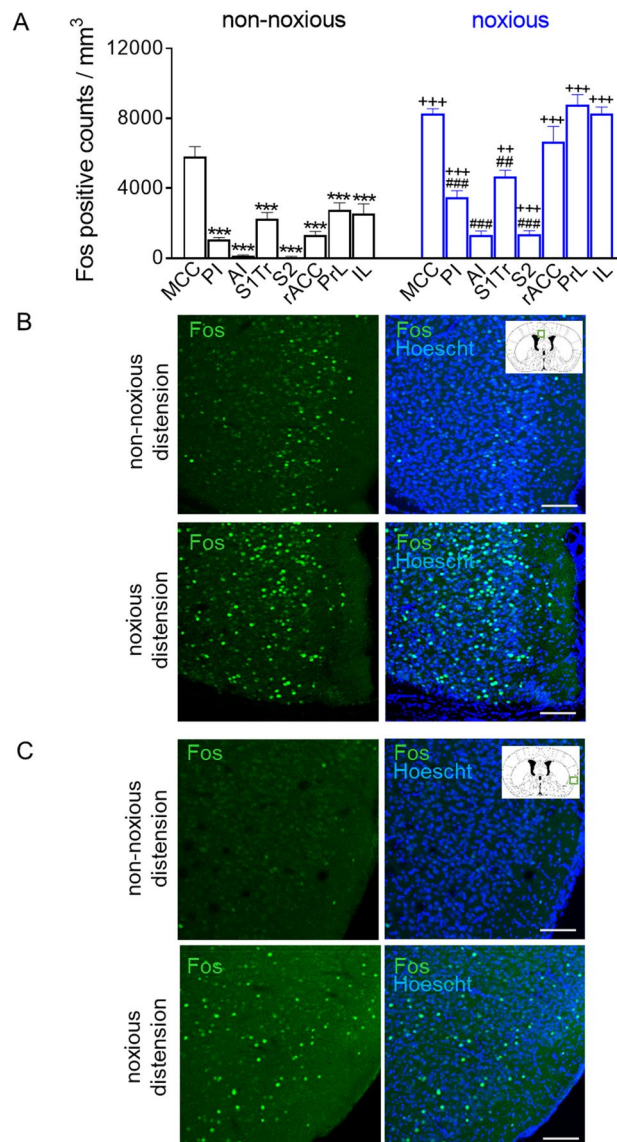 A
non-noxious
noxious
Fos positive counts / mm³
12000
8000
4000
0
***
***
***
***
***
***
***
+++
+++
###
###
++
##
+++
###
+++
+++
+++
MCC
PI
AI
S1Tr
S2
rACC
PrL
IL
MCC
PI
AI
S1Tr
S2
rACC
PrL
IL
B
non-noxious
distension
Fos
Fos
Hoescht
noxious
distension
Fos
Fos
Hoescht
C
non-noxious
distension
Fos
Fos
Hoescht
noxious
distension
Fos
Fos
Hoescht